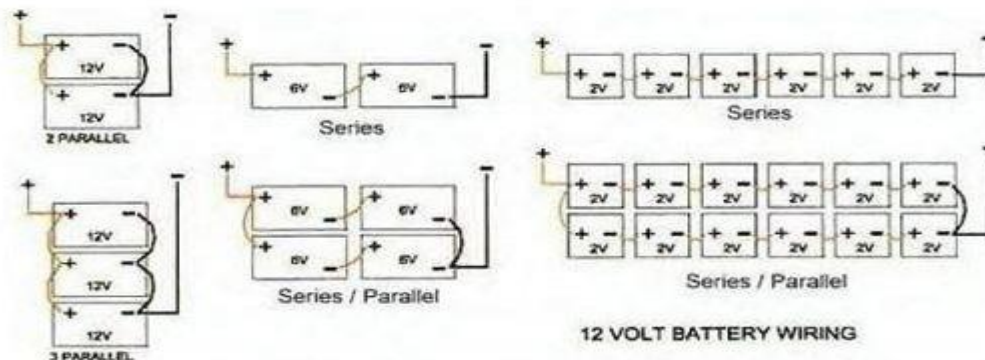 + -
+ -
12V
+ -
12V
2 PARALLEL
+ -
+ - + -
6V 6V
Series
+ -
+ - + - + - + - + - + -
2V 2V 2V 2V 2V 2V
Series
+ -
+ -
12V
+ -
12V
+ -
12V
3 PARALLEL
+ -
+ - + -
6V 6V
+ - + -
6V 6V
Series / Parallel
+ -
+ - + - + - + - + - + -
2V 2V 2V 2V 2V 2V
+ - + - + - + - + - + -
2V 2V 2V 2V 2V 2V
Series / Parallel
12 VOLT BATTERY WIRING